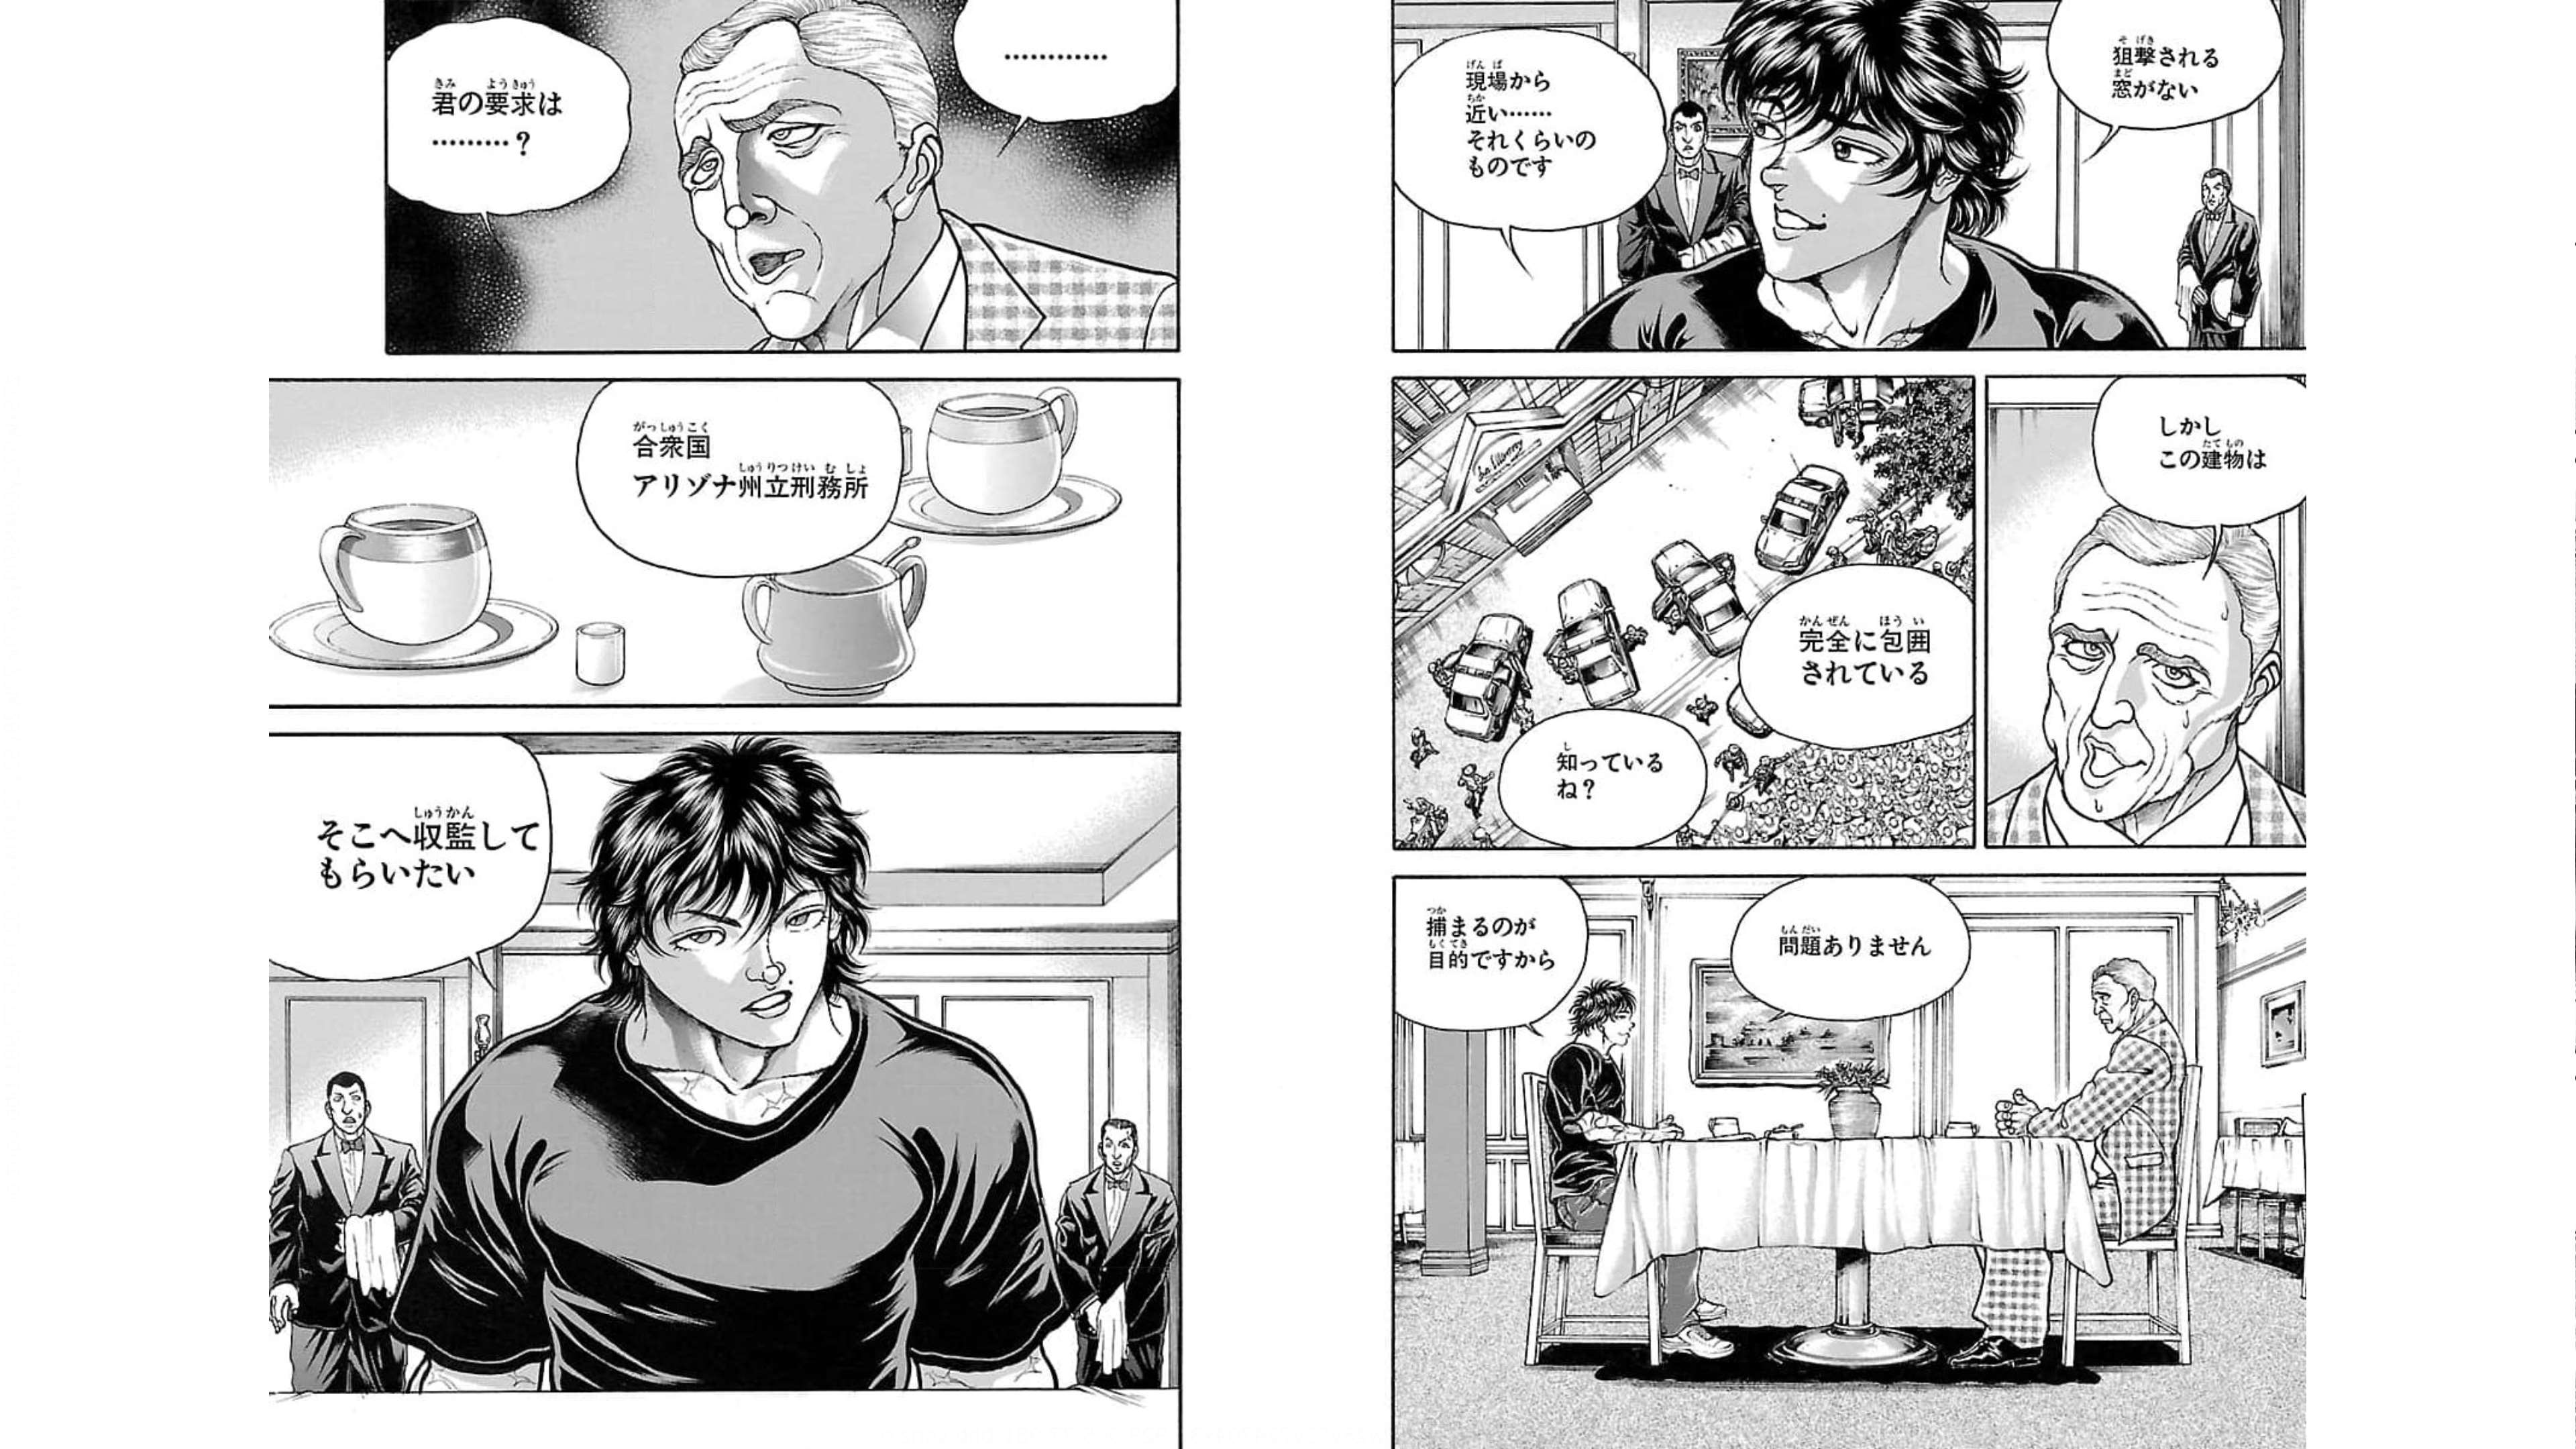 狙撃される
窓がない
現場から
近い……
それくらいの
ものです
しかし
この建物は
完全に包囲
されている
知っている
ね？
問題ありません
捕まるのが
目的ですから
…………
君の要求は
………？
合衆国
アリゾナ州立刑務所
そこへ収監して
もらいたい